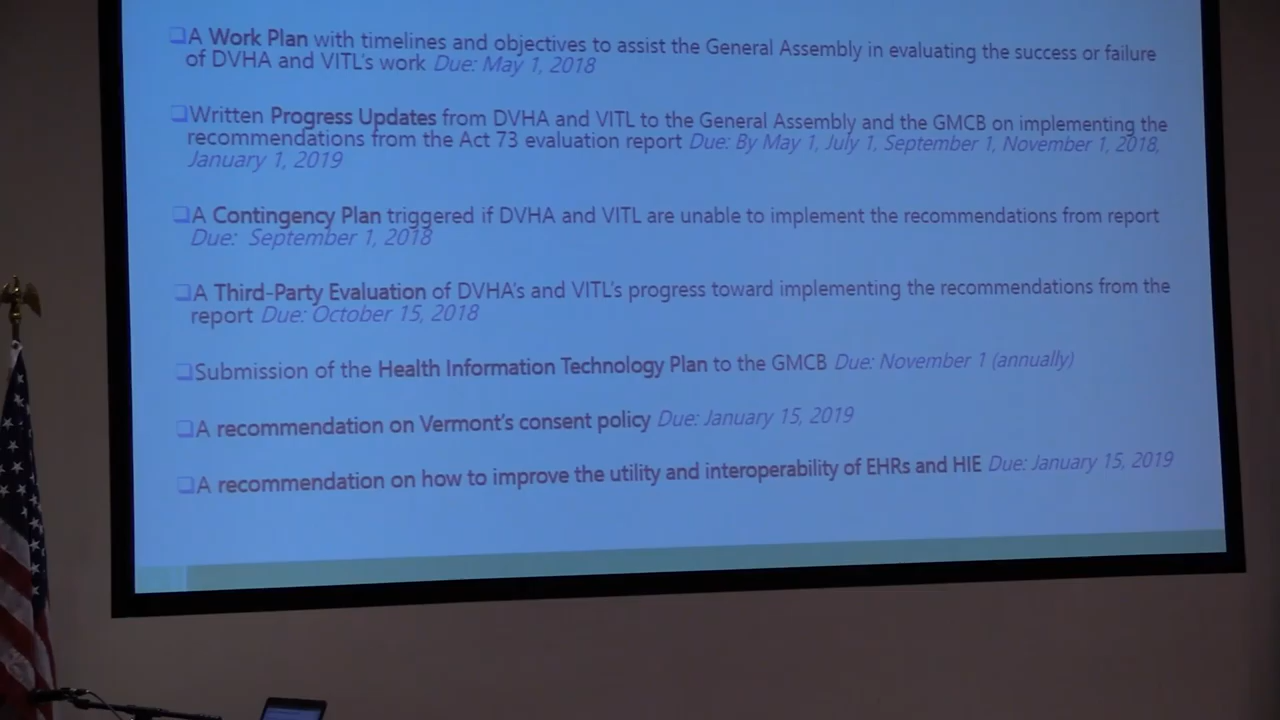 A Work Plan with timelines and objectives to assist the General Assembly in evaluating the success or failure
of DVHA and VITL's work Due: May 1, 2018
Written Progress Updates from DVHA and VITL to the General Assembly and the GMCB on implementing the
recommendations from the Act 73 evaluation report Due: By May 1, July 1, September 1, November 1, 2018,
January 1, 2019
A Contingency Plan triggered if DVHA and VITL are unable to implement the recommendations from report
Due: September 1, 2018
A Third-Party Evaluation of DVHA's and VITL's progress toward implementing the recommendations from the
report Due: October 15, 2018
Submission of the Health Information Technology Plan to the GMCB Due: November 1 (annually)
A recommendation on Vermont's consent policy Due: January 15, 2019
A recommendation on how to improve the utility and interoperability of EHRs and HIE Due: January 15, 2019